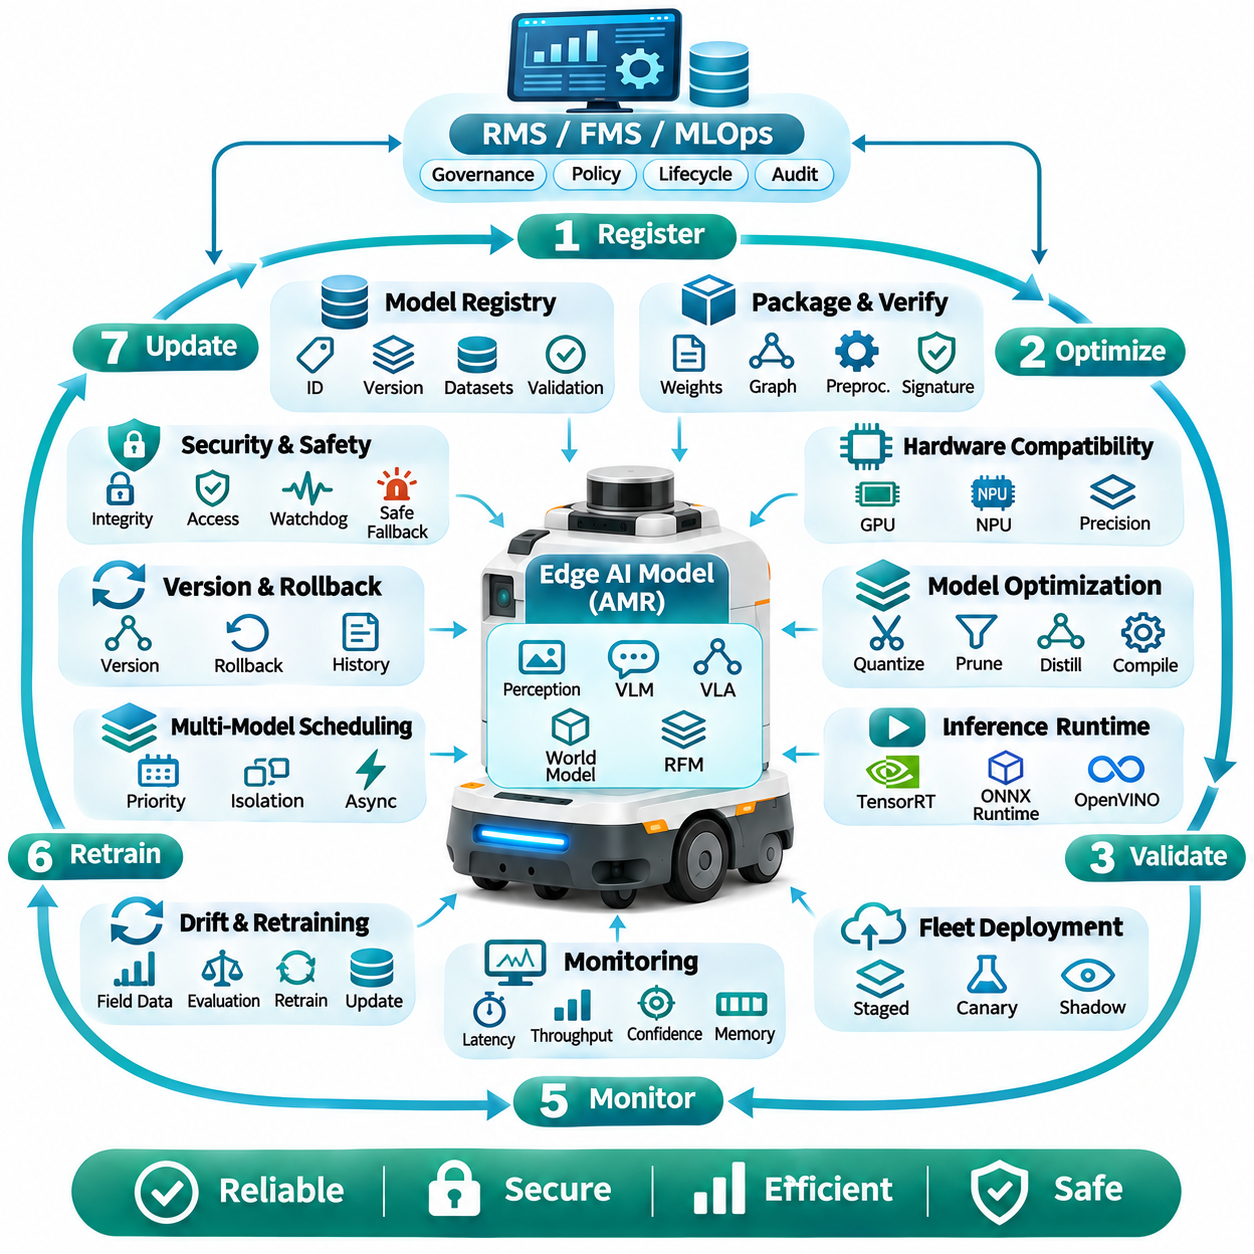 RMS / FMS / MLOps
Governance
Policy
Lifecycle
Audit
1 Register
7 Update
2 Optimize
Model Registry
ID
Version
Datasets
Validation
Package & Verify
Weights
Graph
Preproc.
Signature
Security & Safety
Integrity
Access
Watchdog
Safe
Fallback
Hardware Compatibility
GPU
NPU
NPU
Precision
Edge AI Model
(AMR)
Perception
VLM
VLA
World
Model
RFM
Version & Rollback
Version
Rollback
History
Model Optimization
Quantize
Prune
Distill
Compile
Multi-Model Scheduling
Priority
Isolation
Async
Inference Runtime
TensorRT
ONNX
Runtime
OpenVINO
6 Retrain
3 Validate
Drift & Retraining
Field Data
Evaluation
Retrain
Update
Monitoring
Latency
Throughput
Confidence
Memory
Fleet Deployment
Staged
Canary
Shadow
5 Monitor
Reliable
Secure
Efficient
Safe